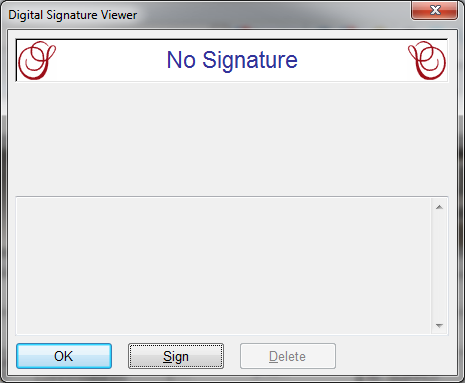 Digital Signature Viewer
No Signature
OK
Sign
Delete